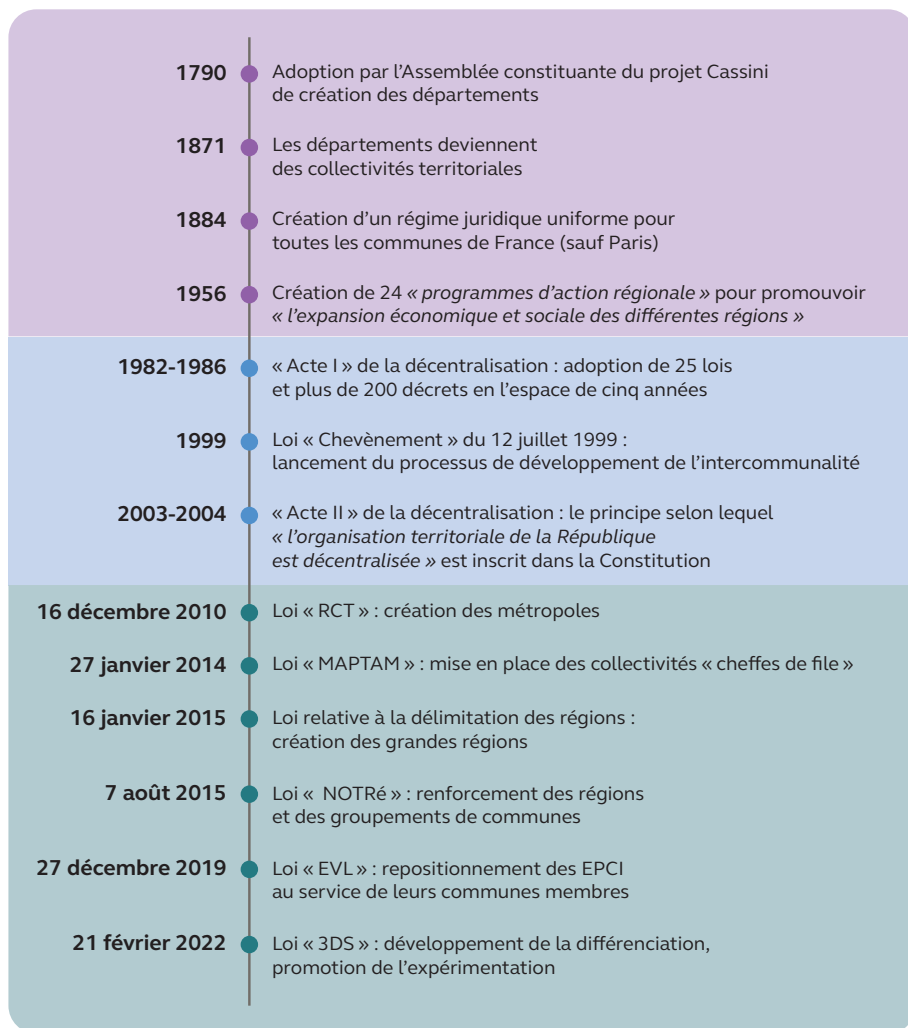 1790 Adoption par l’Assemblée constituante du projet Cassini
de création des départements
1871 Les départements deviennent
des collectivités territoriales
1884 Création d’un régime juridique uniforme pour
toutes les communes de France (sauf Paris)
1956 Création de 24 « programmes d’action régionale » pour promouvoir
« l’expansion économique et sociale des différentes régions »
1982-1986 « Acte I » de la décentralisation : adoption de 25 lois
et plus de 200 décrets en l’espace de cinq années
1999 Loi « Chevènement » du 12 juillet 1999 :
lancement du processus de développement de l’intercommunalité
2003-2004 « Acte II » de la décentralisation : le principe selon lequel
« l’organisation territoriale de la République
est décentralisée » est inscrit dans la Constitution
16 décembre 2010 Loi « RCT » : création des métropoles
27 janvier 2014 Loi « MAPTAM » : mise en place des collectivités « cheffes de file »
16 janvier 2015 Loi relative à la délimitation des régions :
création des grandes régions
7 août 2015 Loi « NOTRé » : renforcement des régions
et des groupements de communes
27 décembre 2019 Loi « EVL » : repositionnement des EPCI
au service de leurs communes membres
21 février 2022 Loi « 3DS » : développement de la différenciation,
promotion de l’expérimentation